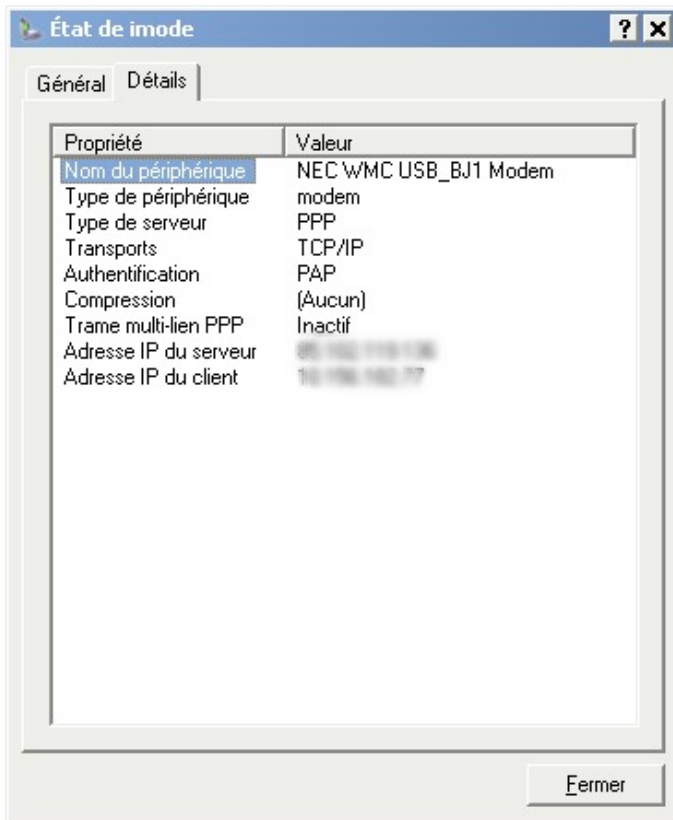 État de imode
Général Détails
Propriété Valeur
Nom du périphérique NEC WMC USB_BJ1 Modem
Type de périphérique modem
Type de serveur PPP
Transports TCP/IP
Authentification PAP
Compression (Aucun)
Trame multi-lien PPP Inactif
Adresse IP du serveur
Adresse IP du client
Fermer